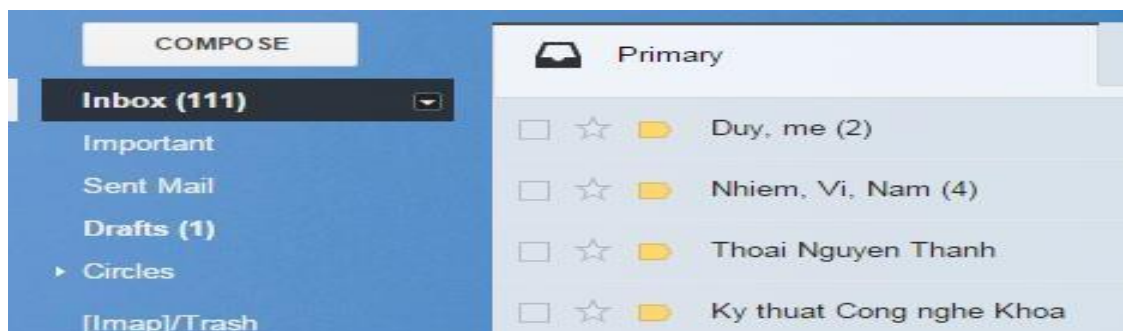 COMPOSE
Inbox (111)
Important
Sent Mail
Drafts (1)
Circles
[Imap]/Trash
Primary
Duy, me (2)
Nhiem, Vi, Nam (4)
Thoai Nguyen Thanh
Ky thuat Cong nghe Khoa